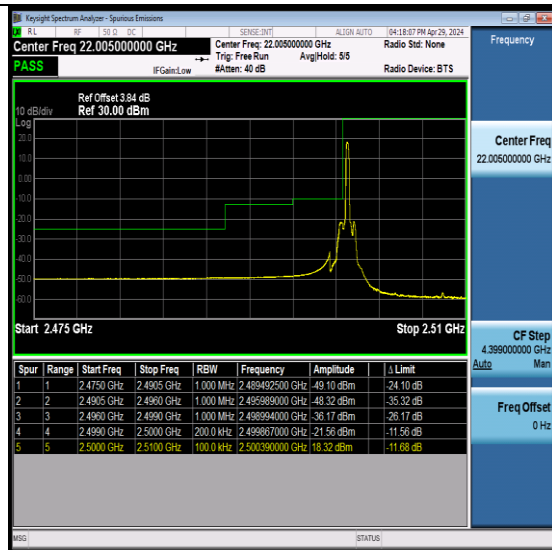 Keysight Spectrum Analyzer - Spurious Emissions
RL RF 50 Ω DC SENSE:INT ALIGN AUTO 04:18:07 PM Apr 29, 2024
Center Freq 22.005000000 GHz
Center Freq: 22.005000000 GHz
Radio Std: None
Trig: Free Run Avg|Hold: 5/5
PASS
IFGain:Low
#Atten: 40 dB
Radio Device: BTS
Ref Offset 3.84 dB
10 dB/div Ref 30.00 dBm
Log
20.0
10.0
0.00
-10.0
-20.0
-30.0
-40.0
-50.0
-60.0
Start 2.475 GHz Stop 2.51 GHz
Spur Range Start Freq Stop Freq RBW Frequency Amplitude Δ Limit
1 1 2.4750 GHz 2.4905 GHz 1.000 MHz 2.489492500 GHz -49.10 dBm -24.10 dB
2 2 2.4905 GHz 2.4960 GHz 1.000 MHz 2.495989000 GHz -48.32 dBm -35.32 dB
3 3 2.4960 GHz 2.4990 GHz 1.000 MHz 2.498994000 GHz -36.17 dBm -26.17 dB
4 4 2.4990 GHz 2.5000 GHz 200.0 kHz 2.499867000 GHz -21.56 dBm -11.56 dB
5 5 2.5000 GHz 2.5100 GHz 100.0 kHz 2.500390000 GHz 18.32 dBm -11.68 dB
MSG STATUS
Frequency
Center Freq
22.005000000 GHz
CF Step
4.399000000 GHz
Auto Man
Freq Offset
0 Hz